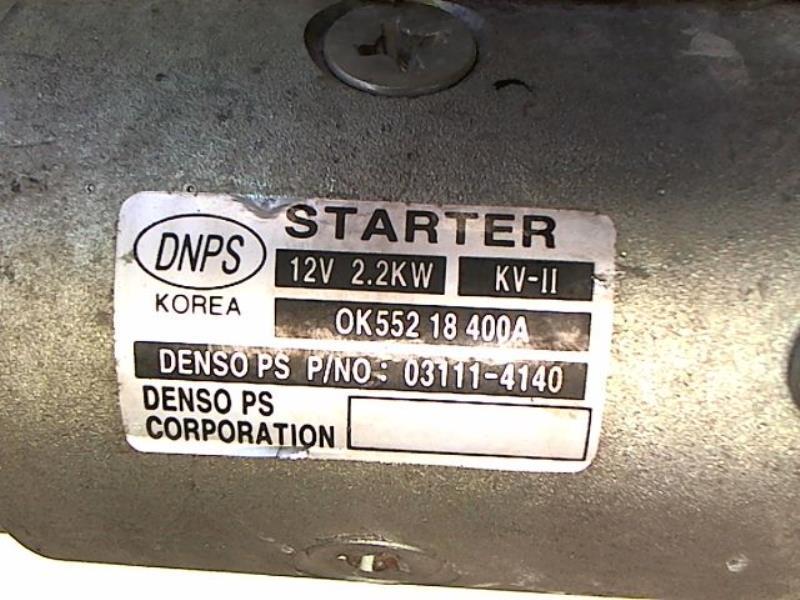 STARTER
DNPS
12V 2.2KW KV-II
KOREA
OK552 18 400A
DENSO PS P/NO: 03111-4140
DENSO PS
CORPORATION